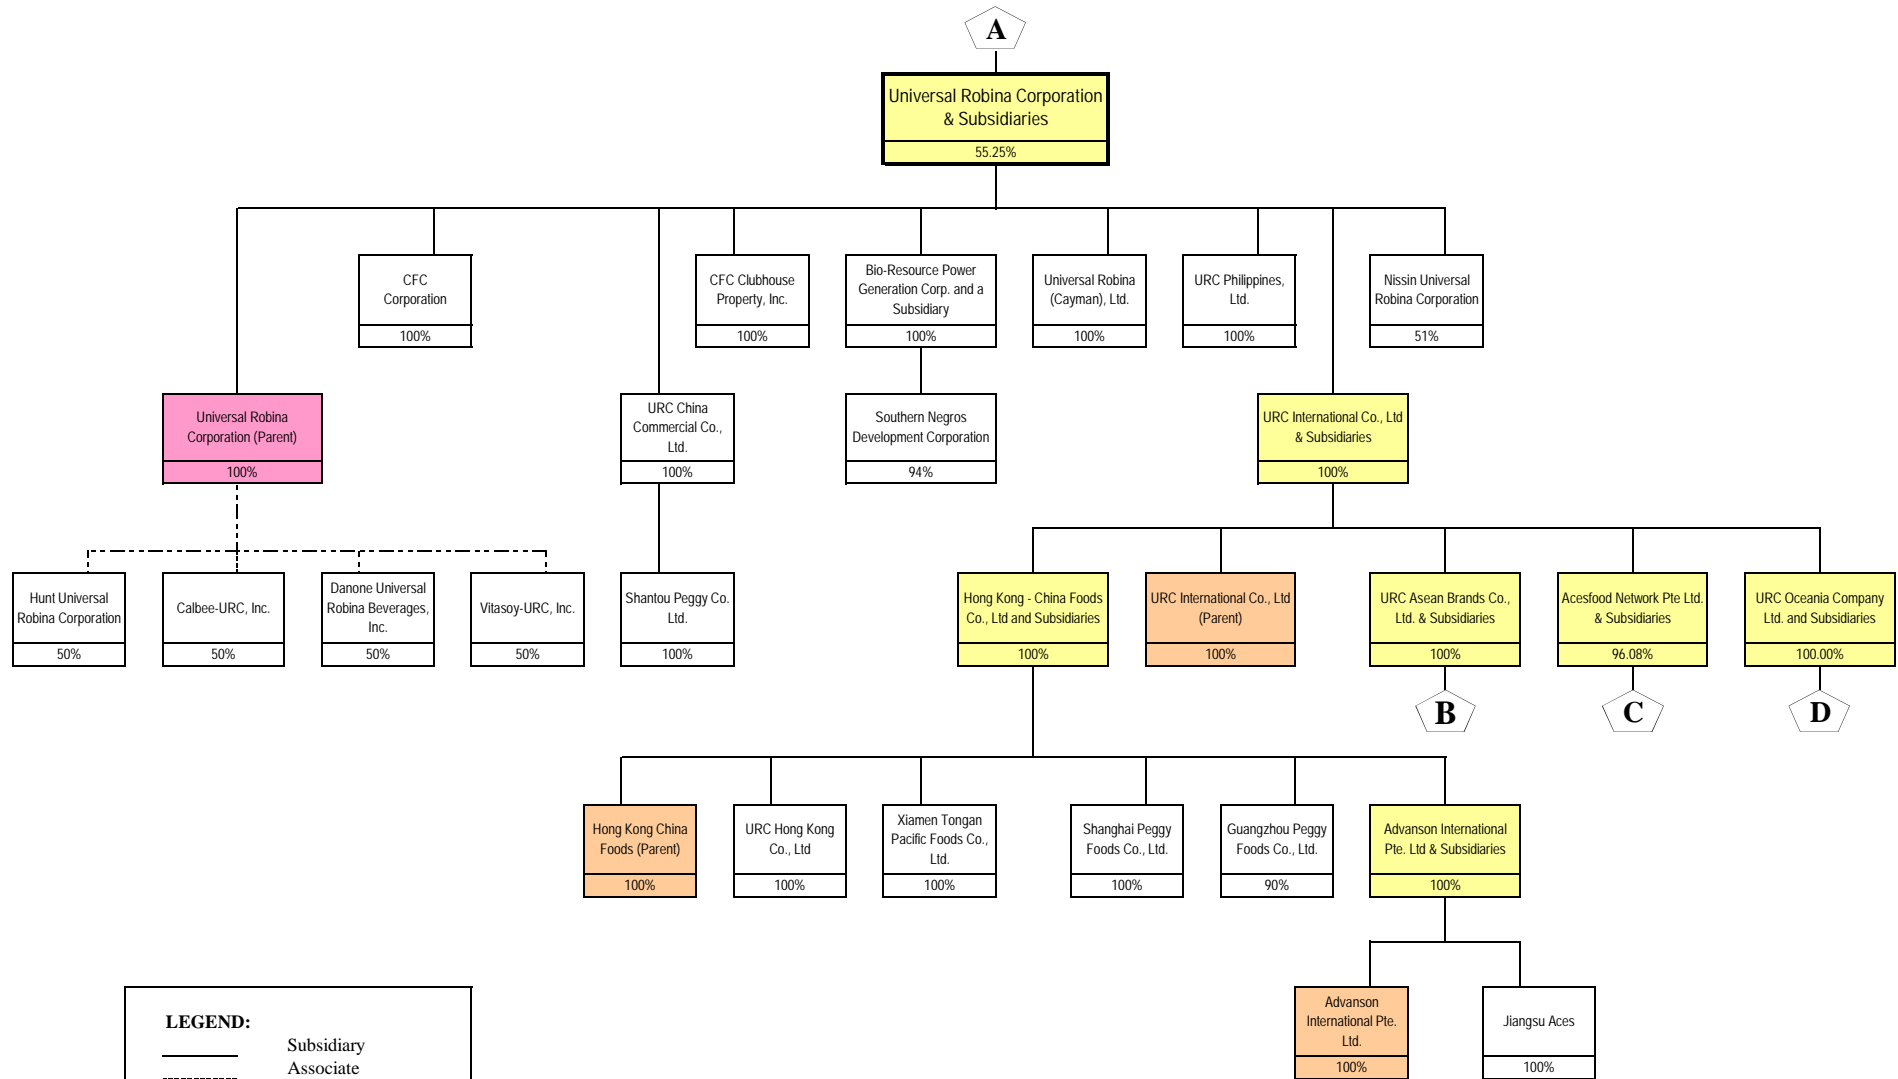 A
Universal Robina Corporation
& Subsidiaries
55.25%
CFC
Corporation
100%
CFC Clubhouse
Property, Inc.
100%
Bio-Resource Power
Generation Corp. and a
Subsidiary
100%
Universal Robina
(Cayman), Ltd.
100%
URC Philippines,
Ltd.
100%
Nissin Universal
Robina Corporation
51%
Universal Robina
Corporation (Parent)
100%
URC China
Commercial Co.,
Ltd.
100%
Southern Negros
Development Corporation
94%
URC International Co., Ltd
& Subsidiaries
100%
Hunt Universal
Robina Corporation
50%
Calbee-URC, Inc.
50%
Danone Universal
Robina Beverages,
Inc.
50%
Vitasoy-URC, Inc.
50%
Shantou Peggy Co.
Ltd.
100%
Hong Kong - China Foods
Co., Ltd and Subsidiaries
100%
URC International Co., Ltd
(Parent)
100%
URC Asean Brands Co.,
Ltd. & Subsidiaries
100%
Acesfood Network Pte Ltd.
& Subsidiaries
96.08%
URC Oceania Company
Ltd. and Subsidiaries
100.00%
B
C
D
Hong Kong China
Foods (Parent)
100%
URC Hong Kong
Co., Ltd
100%
Xiamen Tongan
Pacific Foods Co.,
Ltd.
100%
Shanghai Peggy
Foods Co., Ltd.
100%
Guangzhou Peggy
Foods Co., Ltd.
90%
Advanson International
Pte. Ltd & Subsidiaries
100%
Advanson
International Pte.
Ltd.
100%
Jiangsu Aces
100%
LEGEND:
Subsidiary
Associate